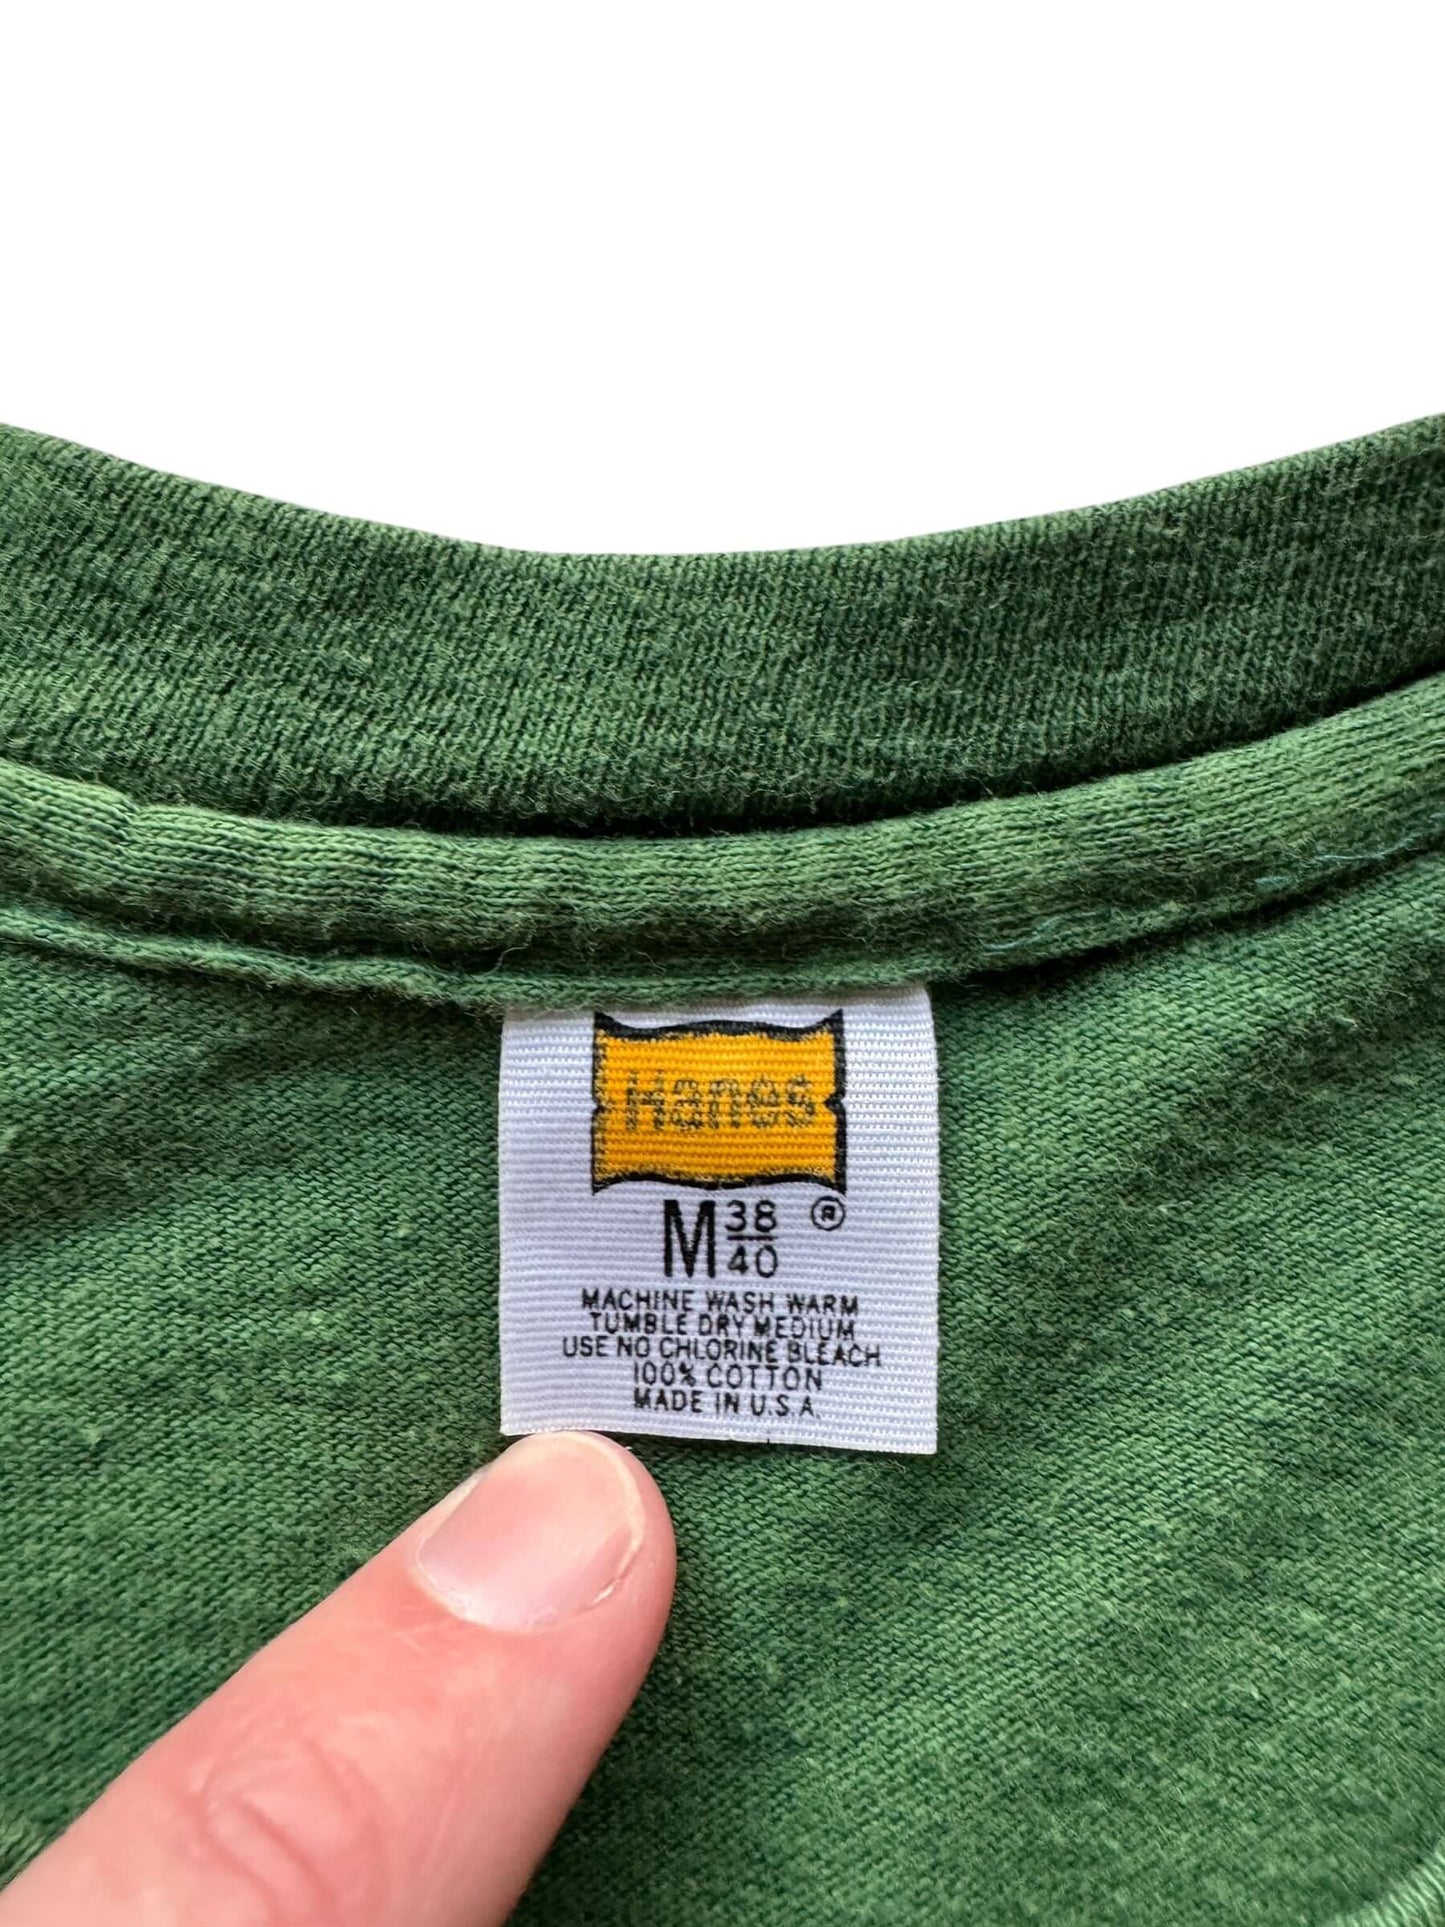 Hanes
M 38/40 ®
MACHINE WASH WARM
TUMBLE DRY MEDIUM
USE NO CHLORINE BLEACH
100% COTTON
MADE IN U.S.A.